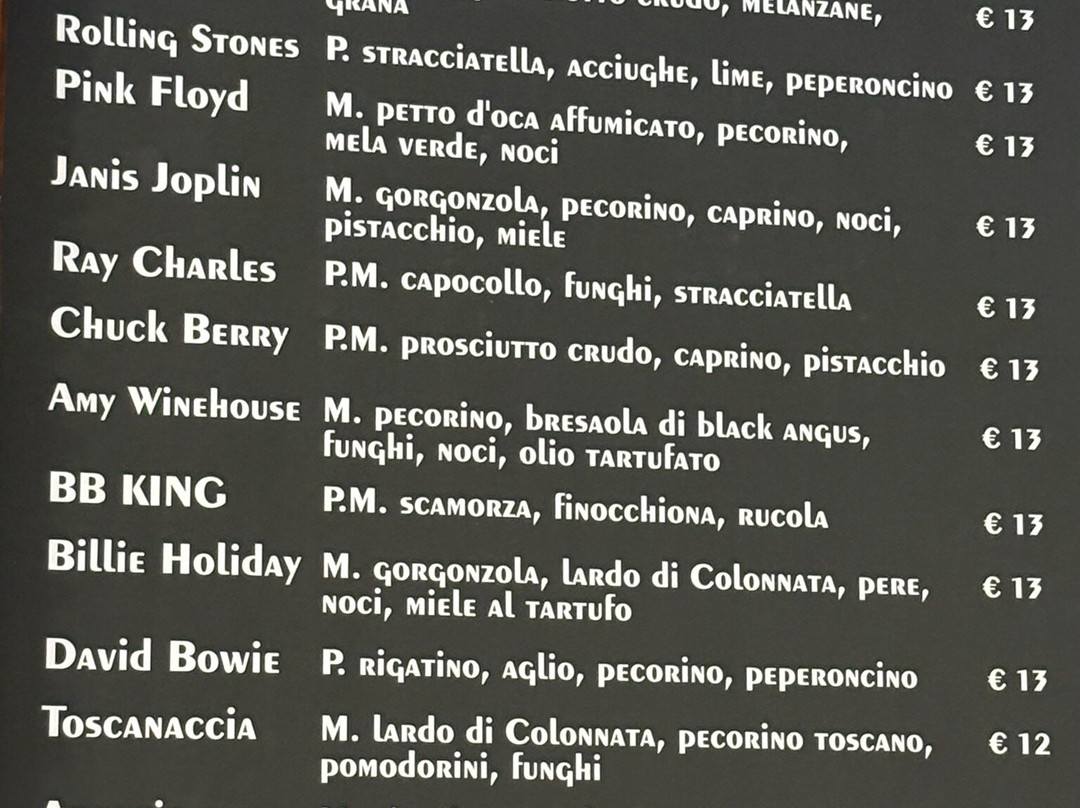 CRUDO, MELANZANE,
GRANA € 13
Rolling Stones P. stracciatella, acciughe, lime, peperoncino € 13
Pink Floyd M. petto d'oca affumicato, pecorino, € 13
mela verde, noci
Janis Joplin M. gorgonzola, pecorino, caprino, noci, € 13
pistacchio, miele
Ray Charles P.M. capocollo, funghi, stracciatella € 13
Chuck Berry P.M. prosciutto crudo, caprino, pistacchio € 13
Amy Winehouse M. pecorino, bresaola di black angus, € 13
funghi, noci, olio tartufato
BB KING P.M. scamorza, finocchiona, rucola € 13
Billie Holiday M. gorgonzola, lardo di Colonnata, pere, € 13
noci, miele al tartufo
David Bowie P. rigatino, aglio, pecorino, peperoncino € 13
Toscanaccia M. lardo di Colonnata, pecorino toscano, € 12
pomodorini, funghi